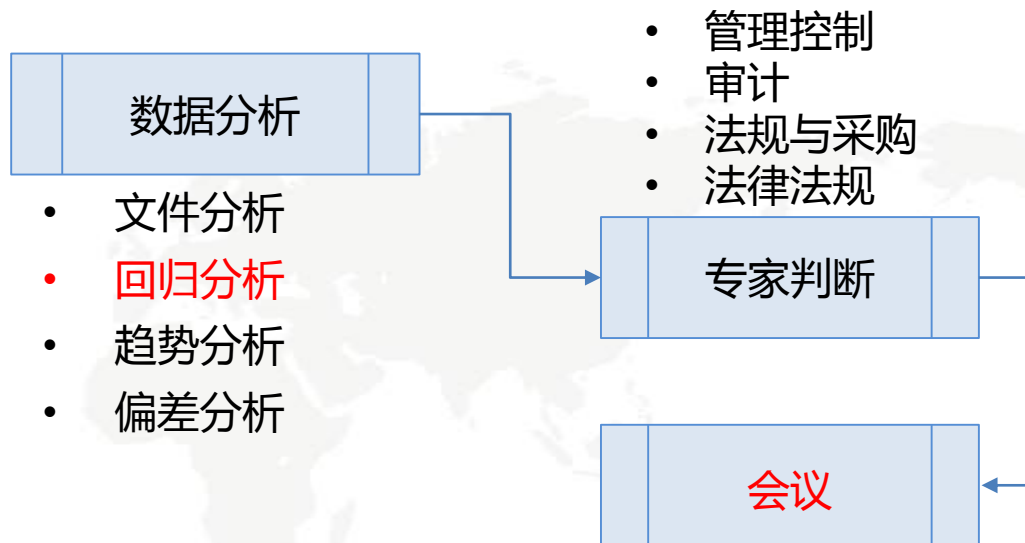 数据分析
• 文件分析
• 回归分析
• 趋势分析
• 偏差分析
• 管理控制
• 审计
• 法规与采购
• 法律法规
专家判断
会议